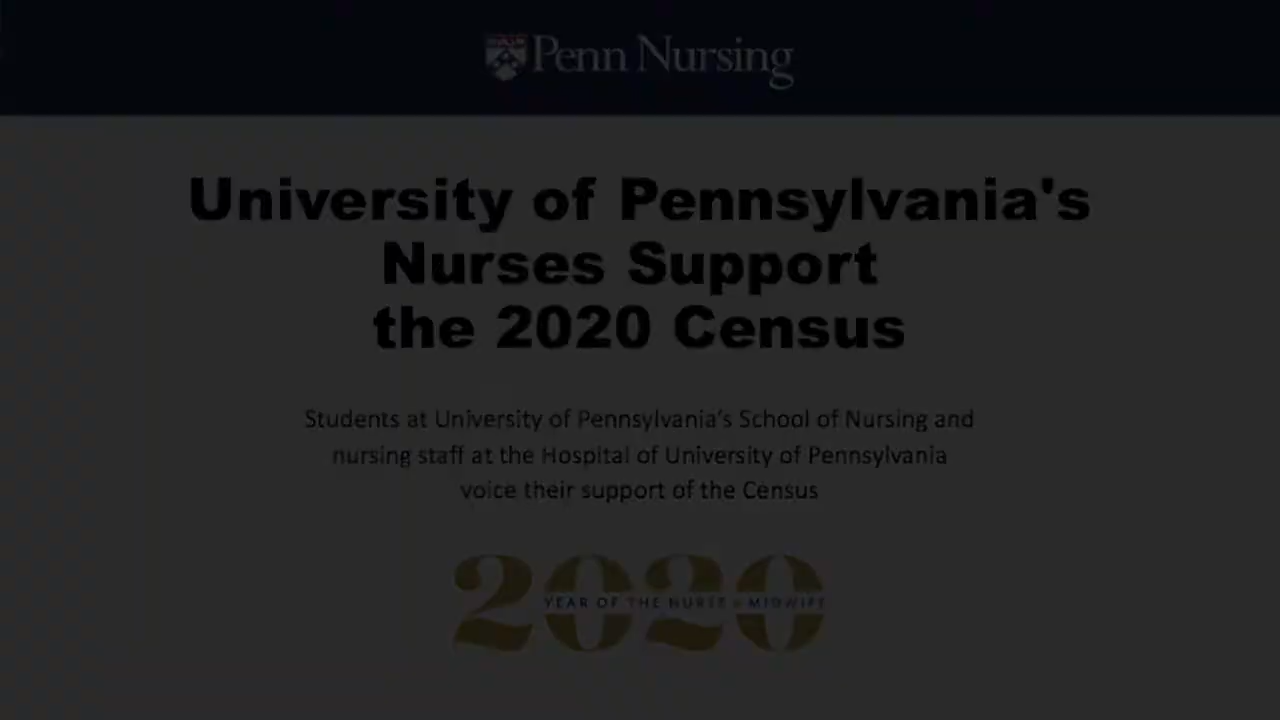 Penn Nursing
University of Pennsylvania's
Nurses Support
the 2020 Census
Students at University of Pennsylvania's School of Nursing and
nursing staff at the Hospital of University of Pennsylvania
voice their support of the Census
2020
YEAR OF THE NURSE & MIDWIFE